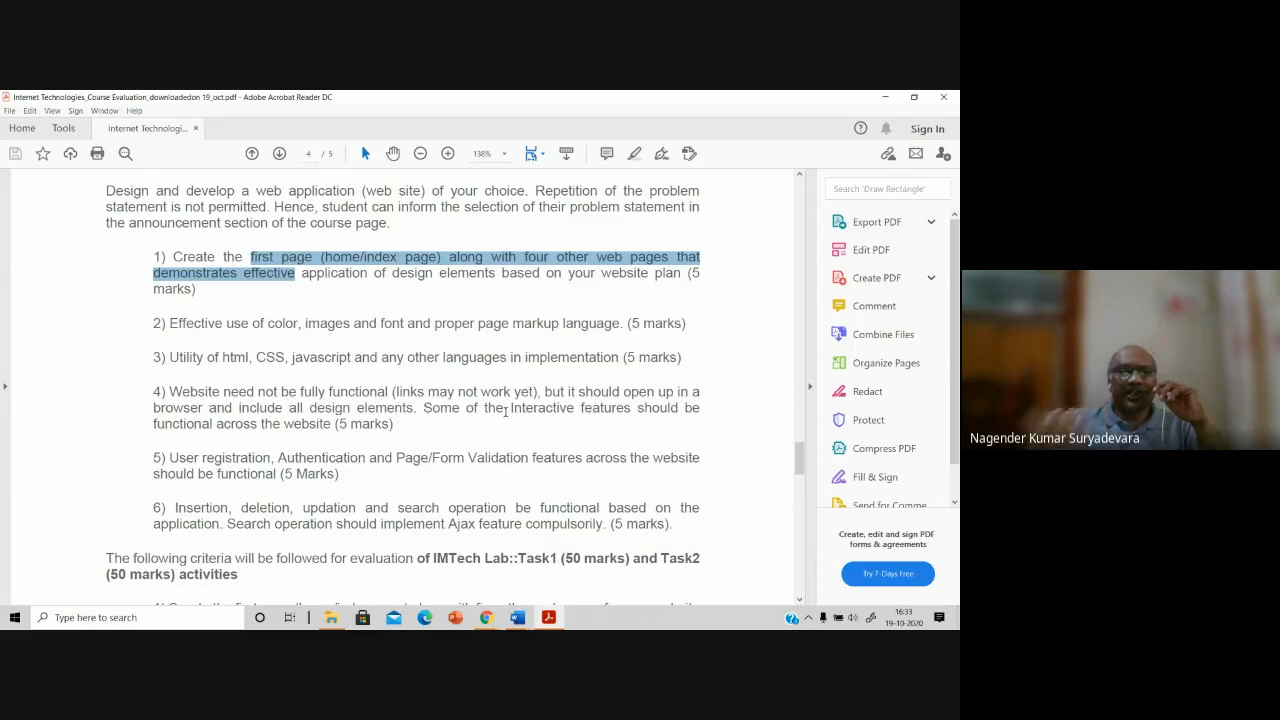 Internet Technologies_Course Evaluation_downloadedon 19_oct.pdf - Adobe Acrobat Reader DC
File Edit View Sign Window Help
Home Tools Internet Technologi... × Sign In
4 / 5 138%
Design and develop a web application (web site) of your choice. Repetition of the problem
statement is not permitted. Hence, student can inform the selection of their problem statement in
the announcement section of the course page.
1) Create the first page (home/index page) along with four other web pages that
demonstrates effective application of design elements based on your website plan (5
marks)
2) Effective use of color, images and font and proper page markup language. (5 marks)
3) Utility of html, CSS, javascript and any other languages in implementation (5 marks)
4) Website need not be fully functional (links may not work yet), but it should open up in a
browser and include all design elements. Some of the Interactive features should be
functional across the website (5 marks)
5) User registration, Authentication and Page/Form Validation features across the website
should be functional (5 Marks)
6) Insertion, deletion, updation and search operation be functional based on the
application. Search operation should implement Ajax feature compulsorily. (5 marks).
The following criteria will be followed for evaluation of IMTech Lab::Task1 (50 marks) and Task2
(50 marks) activities
Search 'Draw Rectangle'
Export PDF
Edit PDF
Create PDF
Comment
Combine Files
Organize Pages
Redact
Protect
Compress PDF
Fill & Sign
Send for Comme
Create, edit and sign PDF
forms & agreements
Try 7-Days Free
Nagender Kumar Suryadevara
Type here to search
16:33
19-10-2020